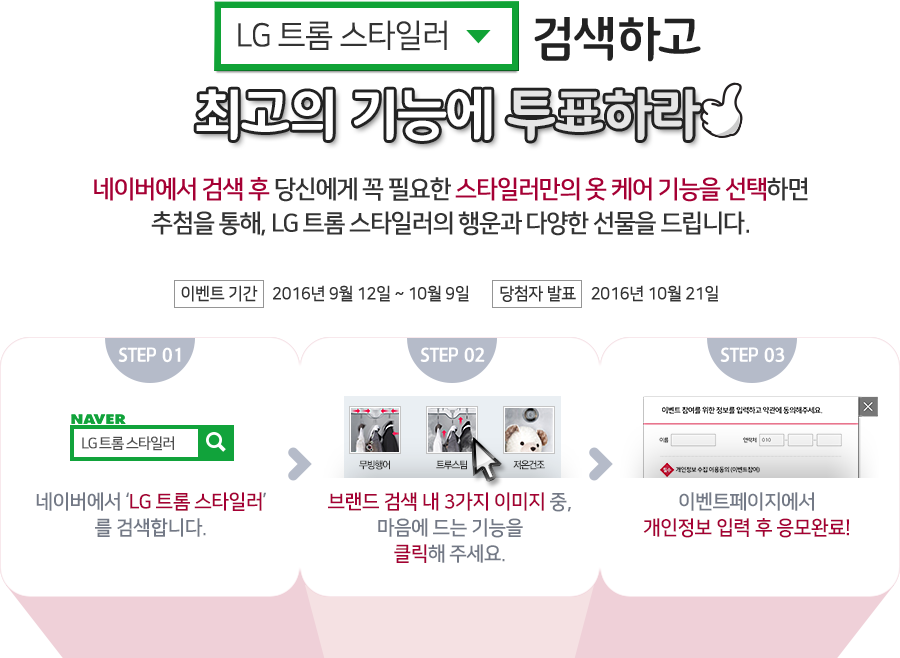 LG 트롬 스타일러 검색하고
최고의 기능에 투표하라
네이버에서 검색 후 당신에게 꼭 필요한 스타일러만의 옷 케어 기능을 선택하면
추첨을 통해, LG 트롬 스타일러의 행운과 다양한 선물을 드립니다.
이벤트 기간 2016년 9월 12일 ~ 10월 9일 당첨자 발표 2016년 10월 21일
STEP 01
NAVER
LG 트롬 스타일러
네이버에서 ‘LG 트롬 스타일러’
를 검색합니다.
STEP 02
무빙행어 트루스팀 저온건조
브랜드 검색 내 3가지 이미지 중,
마음에 드는 기능을
클릭해 주세요.
STEP 03
이벤트 참여를 위한 정보를 입력하고 약관에 동의해주세요.
이름 연락처 010 - -
필수 개인정보 수집 이용동의 (이벤트참여)
이벤트페이지에서
개인정보 입력 후 응모완료!